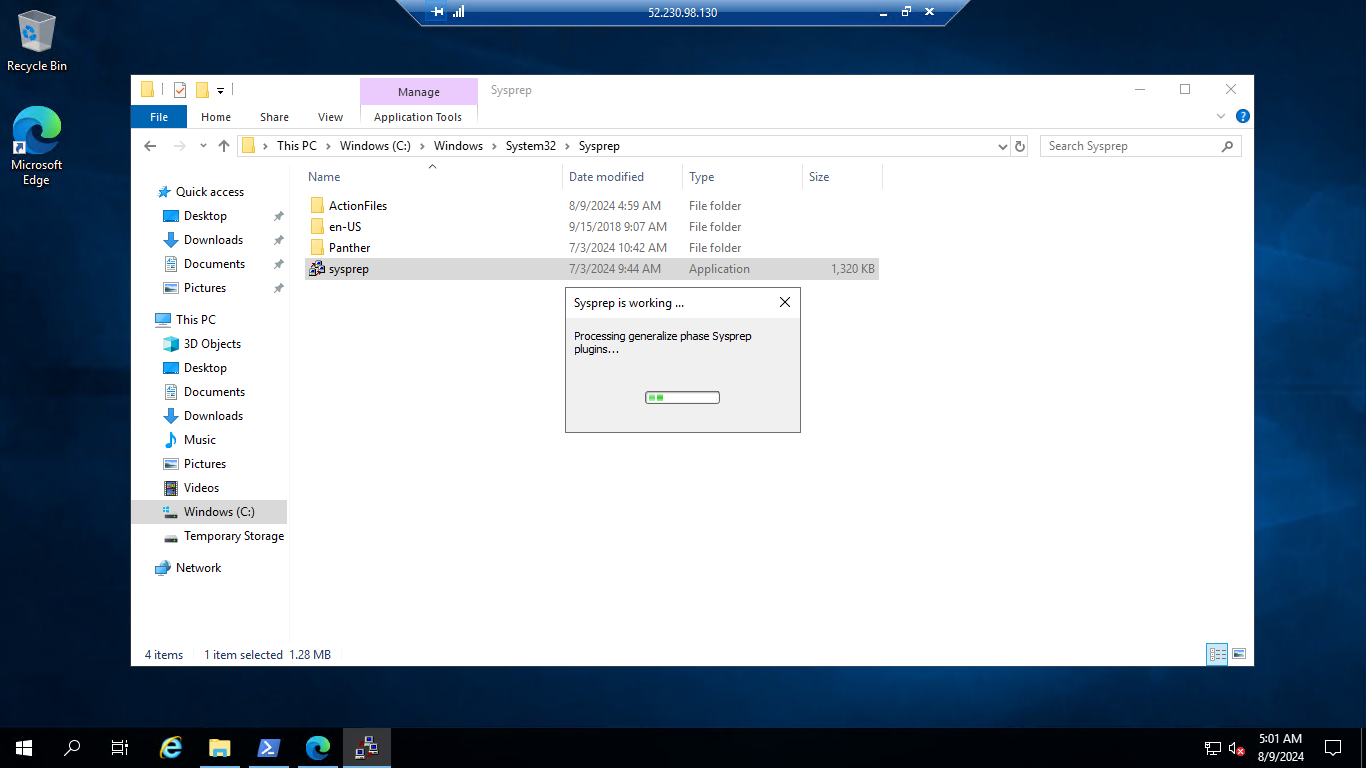 52.230.98.130
Recycle Bin
Microsoft
Edge
Manage
Sysprep
File
Home
Share
View
Application Tools
This PC
Windows (C:)
Windows
System32
Sysprep
Search Sysprep
Name
Date modified
Type
Size
Quick access
Desktop
Downloads
Documents
Pictures
This PC
3D Objects
Desktop
Documents
Downloads
Music
Pictures
Videos
Windows (C:)
Temporary Storage
Network
ActionFiles 8/9/2024 4:59 AM File folder
en-US 9/15/2018 9:07 AM File folder
Panther 7/3/2024 10:42 AM File folder
sysprep 7/3/2024 9:44 AM Application 1,320 KB
Sysprep is working ...
Processing generalize phase Sysprep
plugins...
4 items 1 item selected 1.28 MB
5:01 AM
8/9/2024